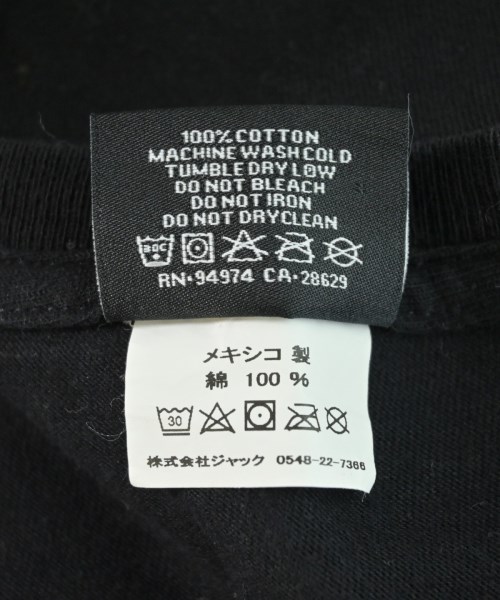 100% COTTON
MACHINE WASH COLD
TUMBLE DRY LOW
DO NOT BLEACH
DO NOT IRON
DO NOT DRYCLEAN
30C
RN・94974 CA・28629
メキシコ 製
綿 100 %
30
株式会社ジャック 0548-22-7366